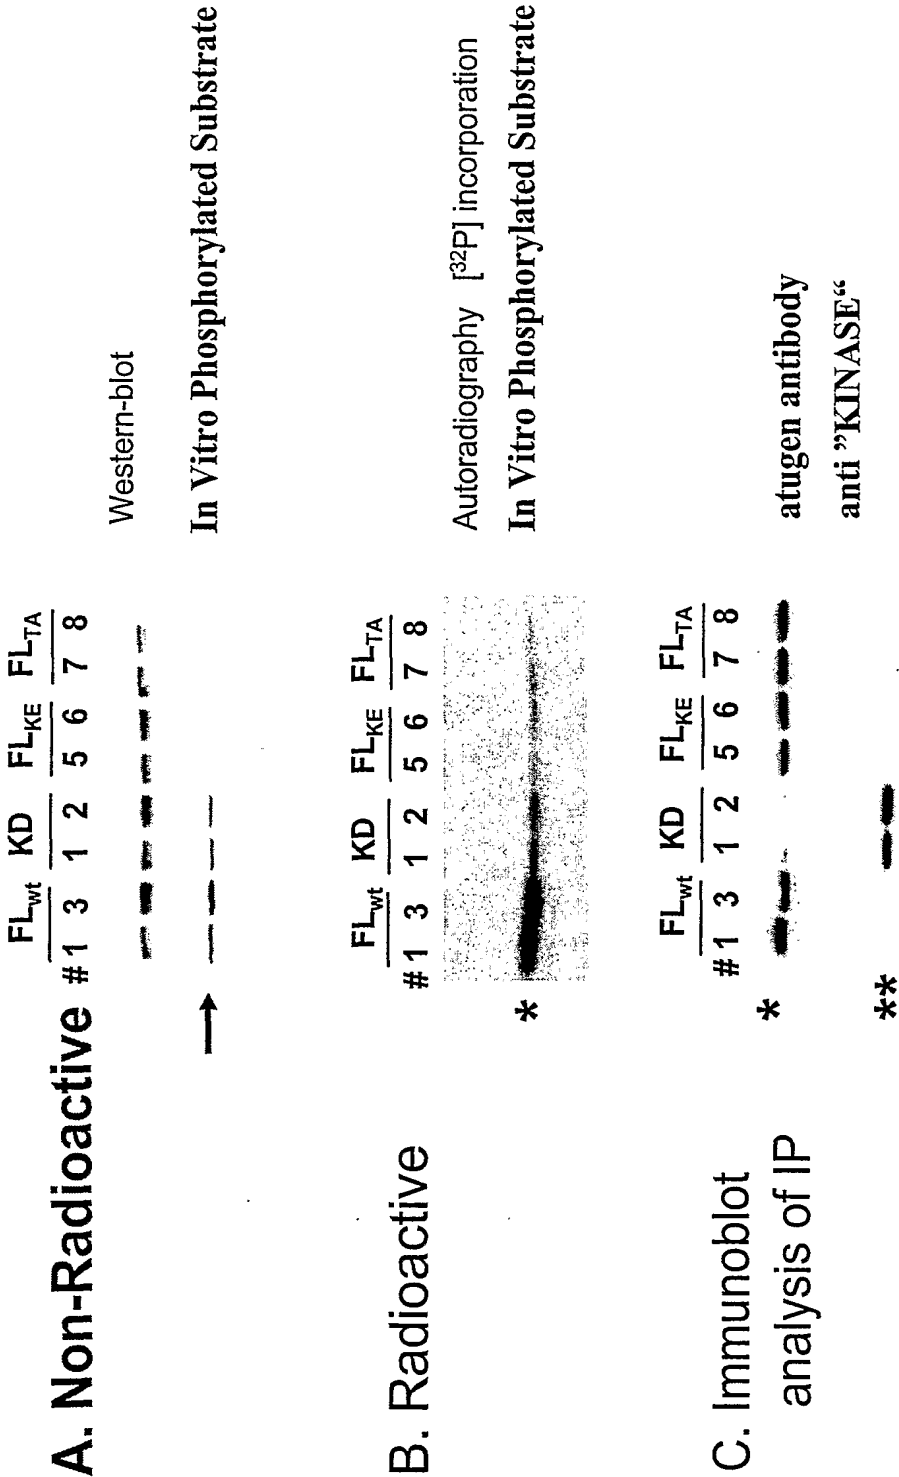 A. Non-Radioactive
FLwt KD FLKE FLTA
#1 3 1 2 5 6 7 8
Western-blot
In Vitro Phosphorylated Substrate
B. Radioactive
FLwt KD FLKE FLTA
#1 3 1 2 5 6 7 8
*
Autoradiography [32P] incorporation
In Vitro Phosphorylated Substrate
C. Immunoblot
analysis of IP
FLwt KD FLKE FLTA
#1 3 1 2 5 6 7 8
*
**
atugen antibody
anti ”KINASE“